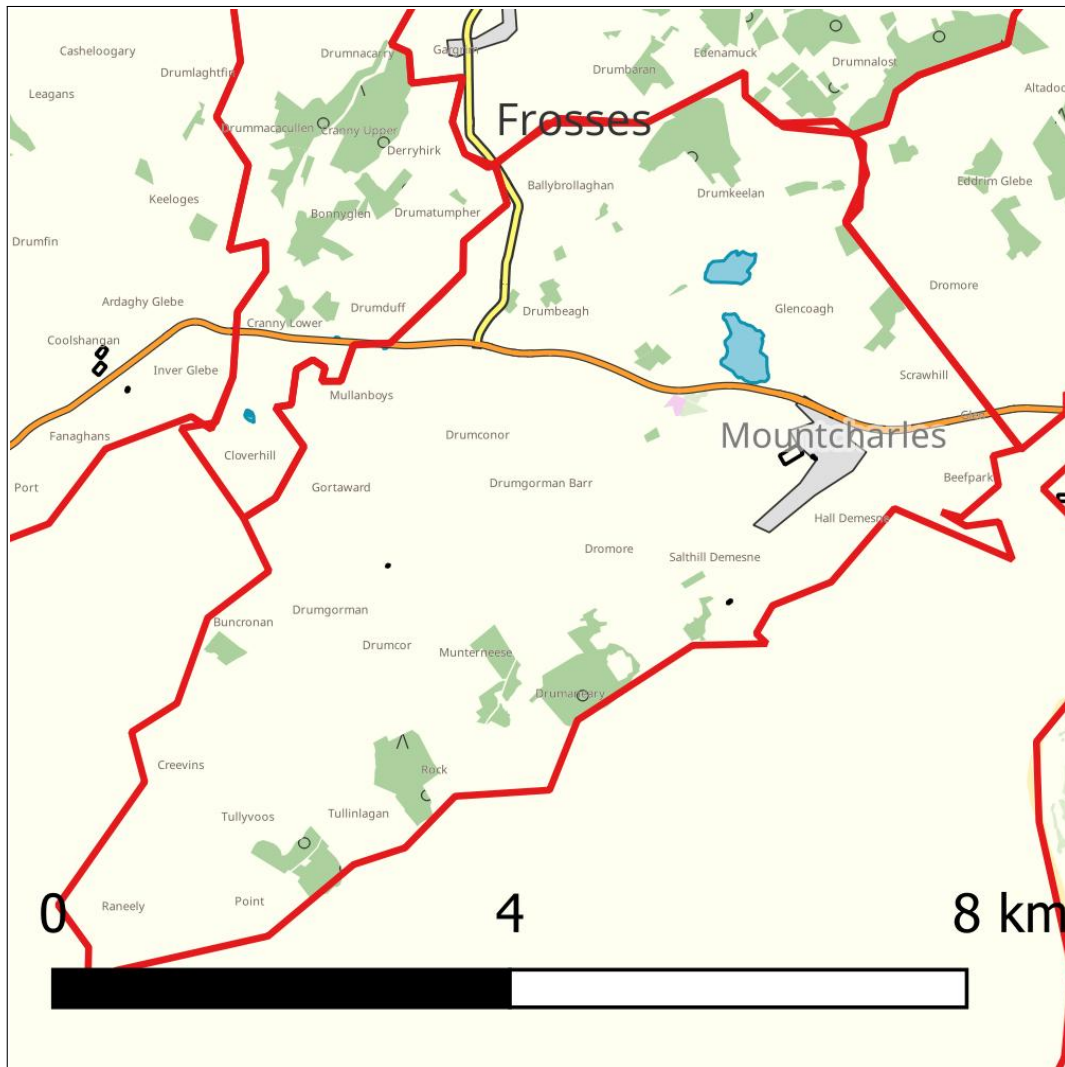 Casheloogary
Drumnacarry
Gargrim
Edenamuck
Drumnalost
Drumlaghtfin
Drumbaran
Leagans
Frosses
Drummacacullen
Cranny Upper
Derryhirk
Ballybrollaghan
Drumkeelan
Eddrim Glebe
Keeloges
Bonnyglen
Drumatumpher
Drumfin
Dromore
Ardaghy Glebe
Drumduff
Drumbeagh
Glencoagh
Cranny Lower
Coolshangan
Inver Glebe
Scrawhill
Mullanboys
Fanaghans
Drumconor
Mountcharles
Cloverhill
Port
Gortaward
Drumgorman Barr
Beefpark
Hall Demesne
Dromore
Salthill Demesne
Drumgorman
Buncronan
Drumcor
Munterneese
Drumaneary
Creevins
Rock
Tullyvoos
Tullinlagan
Raneely
Point
0
4
8 km